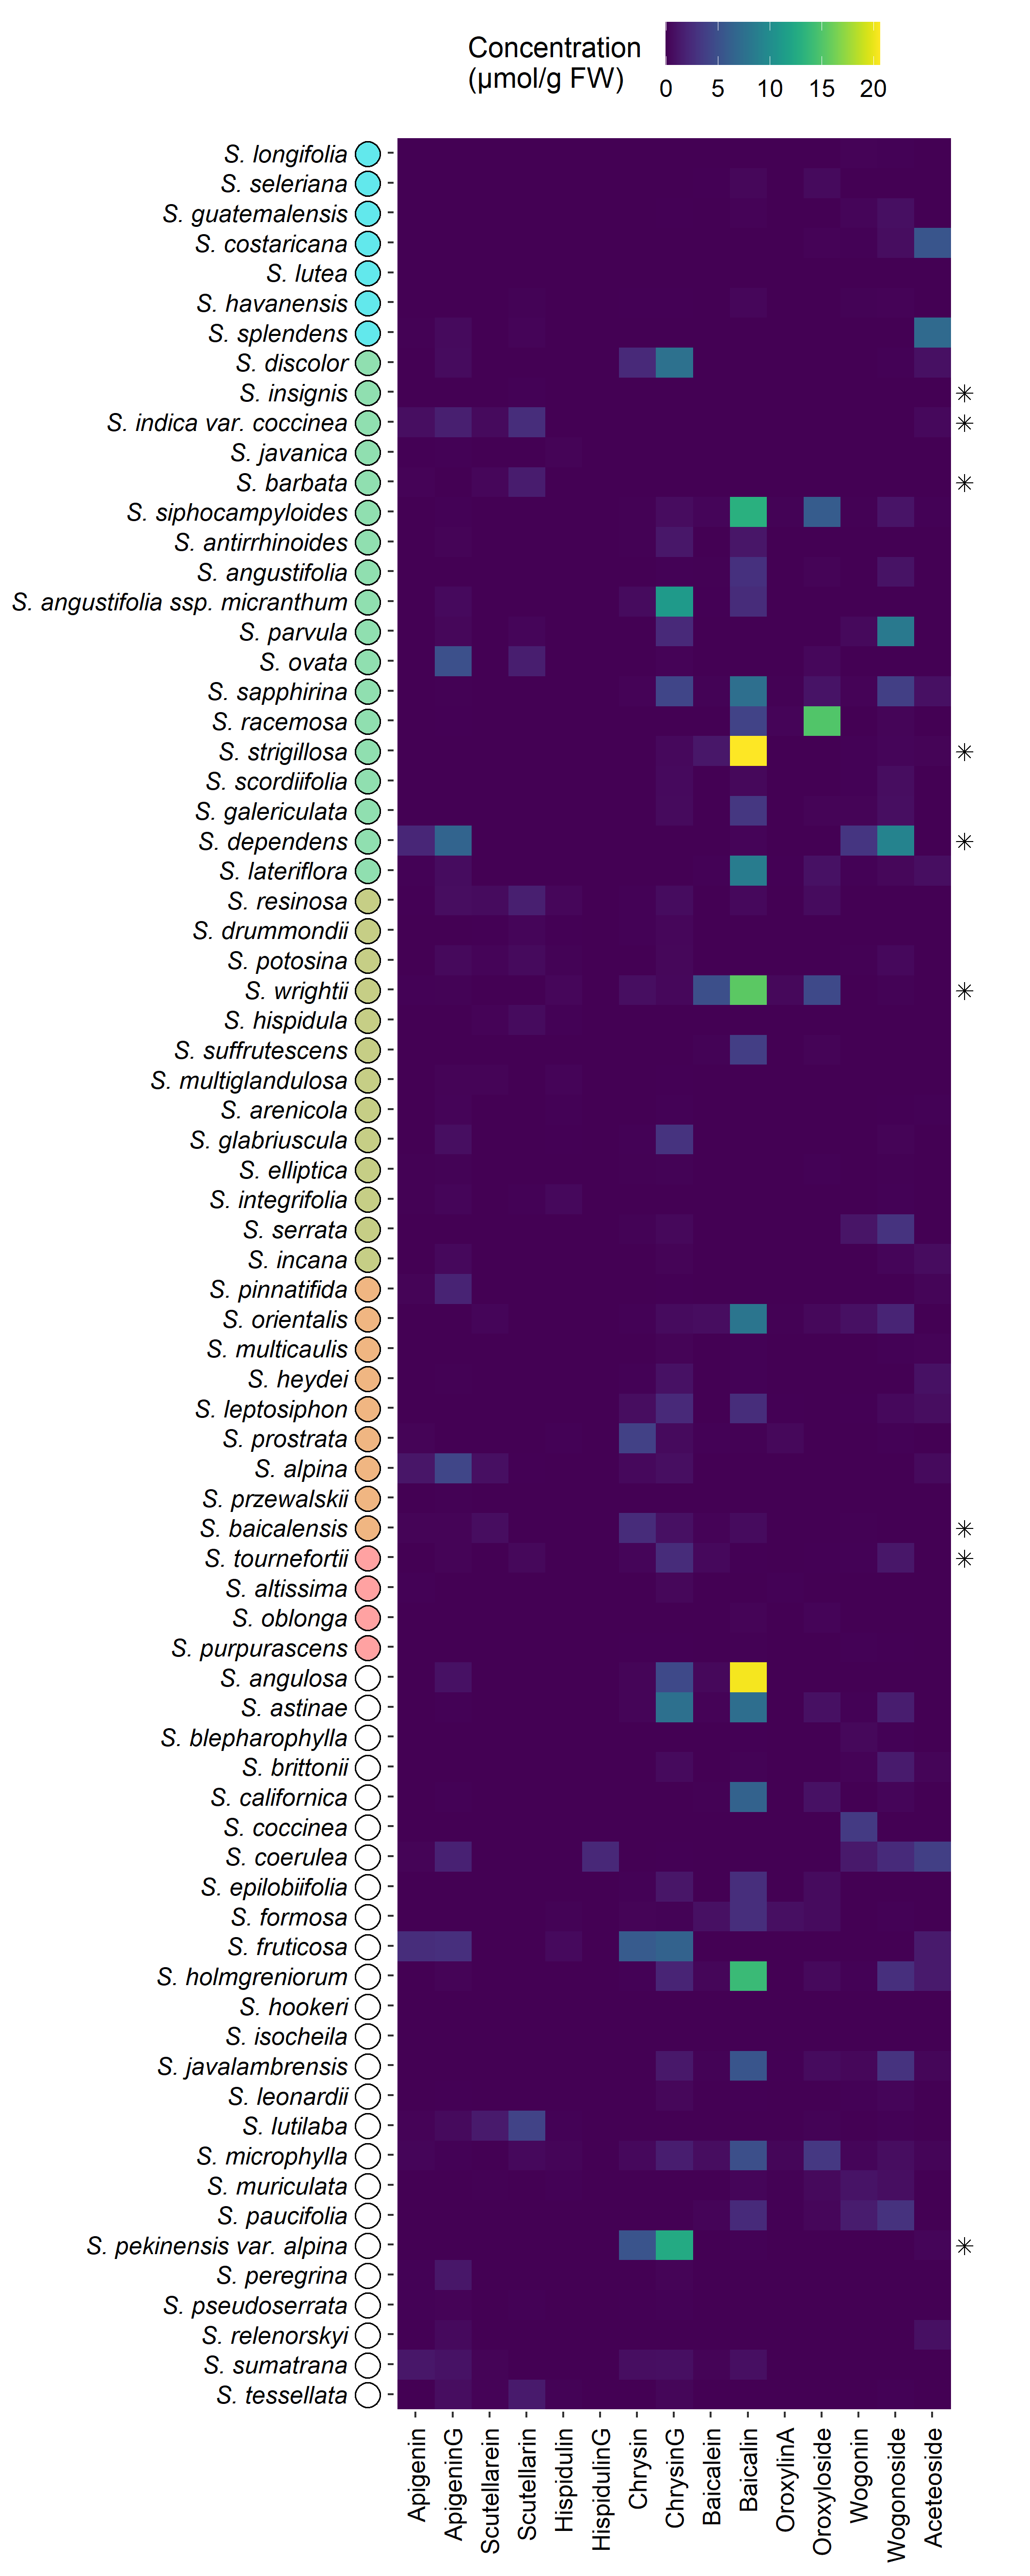 Concentration
(μmol/g FW)
0 5 10 15 20
S. longifolia
S. seleriana
S. guatemalensis
S. costaricana
S. lutea
S. havanensis
S. splendens
S. discolor
S. insignis
S. indica var. coccinea
S. javanica
S. barbata
S. siphocampyloides
S. antirrhinoides
S. angustifolia
S. angustifolia ssp. micranthum
S. parvula
S. ovata
S. sapphirina
S. racemosa
S. strigillosa
S. scordiifolia
S. galericulata
S. dependens
S. lateriflora
S. resinosa
S. drummondii
S. potosina
S. wrightii
S. hispidula
S. suffrutescens
S. multiglandulosa
S. arenicola
S. glabriuscula
S. elliptica
S. integrifolia
S. serrata
S. incana
S. pinnatifida
S. orientalis
S. multicaulis
S. heydei
S. leptosiphon
S. prostrata
S. alpina
S. przewalskii
S. baicalensis
S. tournefortii
S. altissima
S. oblonga
S. purpurascens
S. angulosa
S. astinae
S. blepharophylla
S. brittonii
S. californica
S. coccinea
S. coerulea
S. epilobiifolia
S. formosa
S. fruticosa
S. holmgreniorum
S. hookeri
S. isocheila
S. javalambrensis
S. leonardii
S. lutilaba
S. microphylla
S. muriculata
S. paucifolia
S. pekinensis var. alpina
S. peregrina
S. pseudoserrata
S. relenorskyi
S. sumatrana
S. tessellata
Apigenin
ApigeninG
Scutellarein
Scutellarin
Hispidulin
HispidulinG
Chrysin
ChrysinG
Baicalein
Baicalin
OroxylinA
Oroxyloside
Wogonin
Wogonoside
Aceteoside